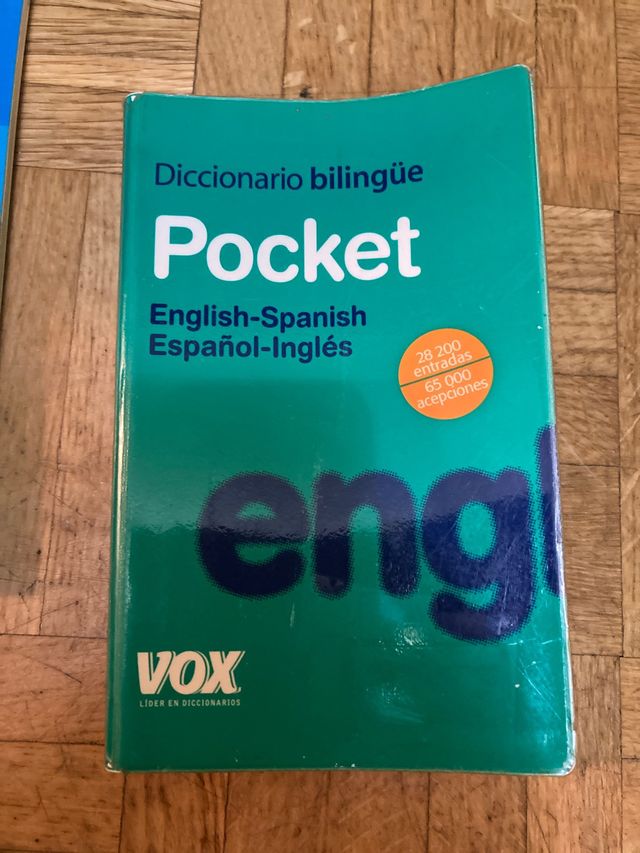 Diccionario bilingüe
Pocket
English-Spanish
Español-Inglés
28 200
entradas
65 000
acepciones
engl
VOX
LÍDER EN DICCIONARIOS